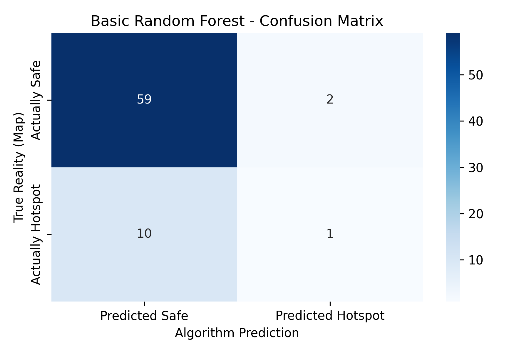 Basic Random Forest - Confusion Matrix
True Reality (Map)
Actually Safe
Actually Hotspot
59
2
10
1
Predicted Safe
Predicted Hotspot
Algorithm Prediction
50
40
30
20
10